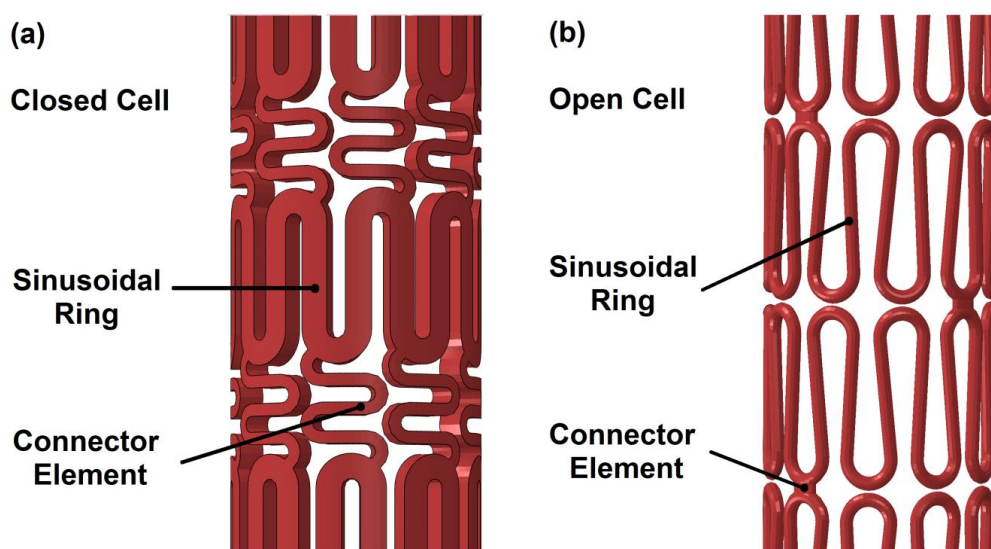 (a)
Closed Cell
Sinusoidal
Ring
Connector
Element
(b)
Open Cell
Sinusoidal
Ring
Connector
Element